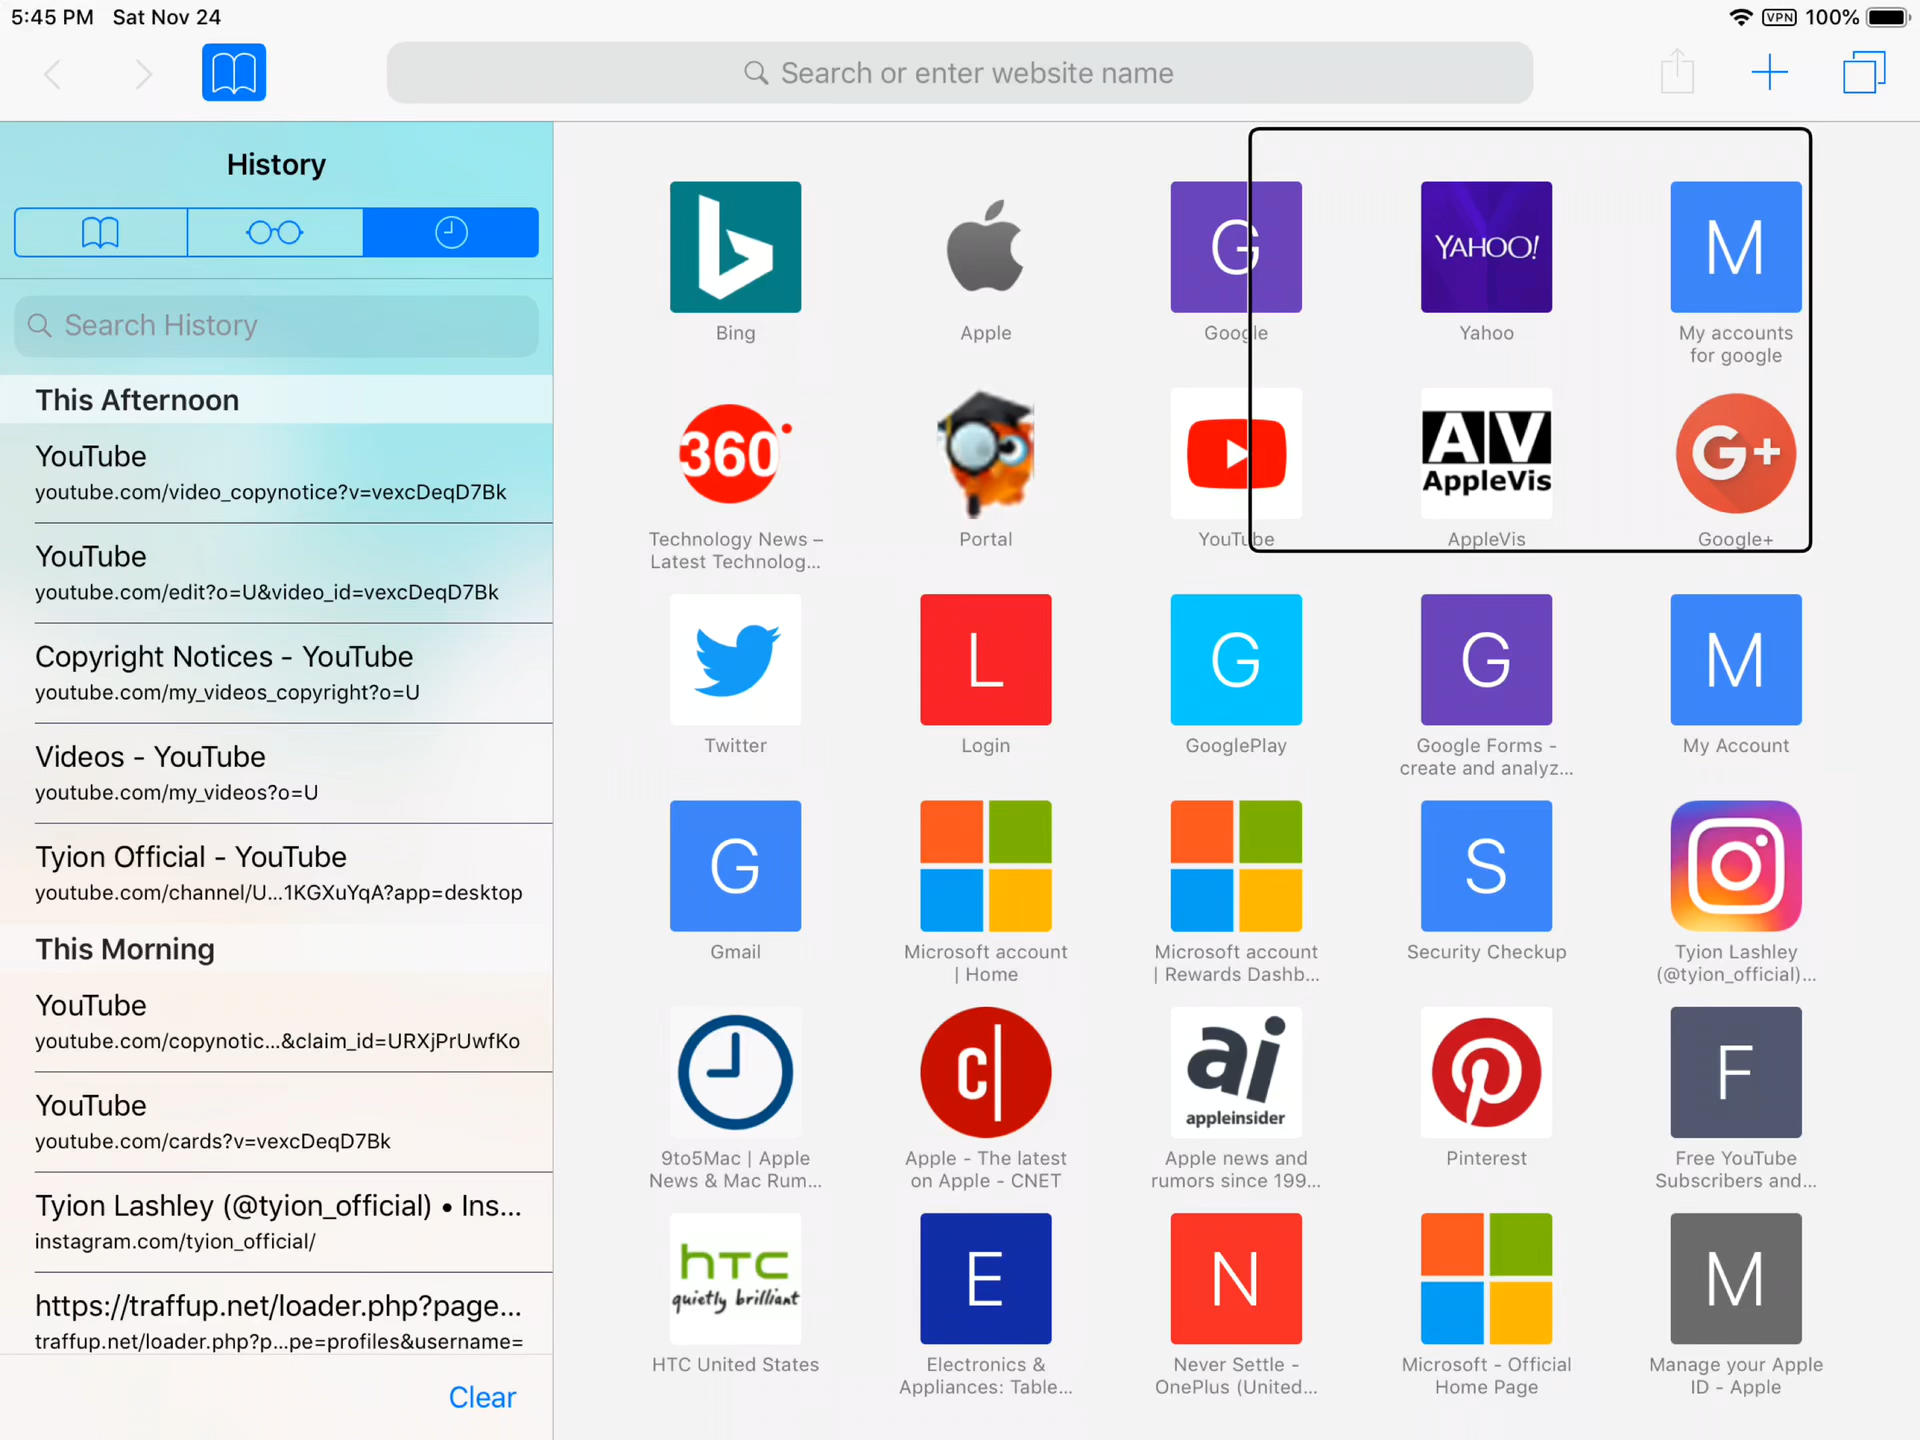 5:45 PM Sat Nov 24
VPN 100%
Search or enter website name
History
Search History
This Afternoon
YouTube
youtube.com/video_copynotice?v=vexcDeqD7Bk
YouTube
youtube.com/edit?o=U&video_id=vexcDeqD7Bk
Copyright Notices - YouTube
youtube.com/my_videos_copyright?o=U
Videos - YouTube
youtube.com/my_videos?o=U
Tyion Official - YouTube
youtube.com/channel/U...1KGXuYqA?app=desktop
This Morning
YouTube
youtube.com/copynotic...&claim_id=URXjPrUwfKo
YouTube
youtube.com/cards?v=vexcDeqD7Bk
Tyion Lashley (@tyion_official) • Ins...
instagram.com/tyion_official/
https://traffup.net/loader.php?page...
traffup.net/loader.php?p...pe=profiles&username=
Clear
b
Bing
Apple
G
Google
YAHOO!
Yahoo
M
My accounts
for google
360
Technology News –
Latest Technolog...
Portal
YouTube
AV
AppleVis
AppleVis
G+
Google+
Twitter
L
Login
G
GooglePlay
G
Google Forms -
create and analyz...
M
My Account
G
Gmail
Microsoft account
| Home
Microsoft account
| Rewards Dashb...
S
Security Checkup
Tyion Lashley
(@tyion_official)...
9to5Mac | Apple
News & Mac Rum...
c|
Apple - The latest
on Apple - CNET
ai
appleinsider
Apple news and
rumors since 199...
Pinterest
F
Free YouTube
Subscribers and...
hTC
quietly brilliant
HTC United States
E
Electronics &
Appliances: Table...
N
Never Settle -
OnePlus (United...
Microsoft - Official
Home Page
M
Manage your Apple
ID - Apple